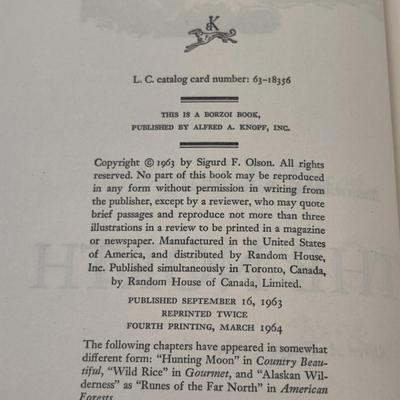 K
L. C. catalog card number: 63-18356
THIS IS A BORZOI BOOK,
PUBLISHED BY ALFRED A. KNOPF, INC.
Copyright © 1963 by Sigurd F. Olson. All rights
reserved. No part of this book may be reproduced
in any form without permission in writing from
the publisher, except by a reviewer, who may quote
brief passages and reproduce not more than three
illustrations in a review to be printed in a magazine
or newspaper. Manufactured in the United States
of America, and distributed by Random House,
Inc. Published simultaneously in Toronto, Canada,
by Random House of Canada, Limited.
PUBLISHED SEPTEMBER 16, 1963
REPRINTED TWICE
FOURTH PRINTING, MARCH 1964
The following chapters have appeared in somewhat
different form: "Hunting Moon" in Country Beau-
tiful, "Wild Rice" in Gourmet, and "Alaskan Wil-
derness" as "Runes of the Far North" in American
Forests.